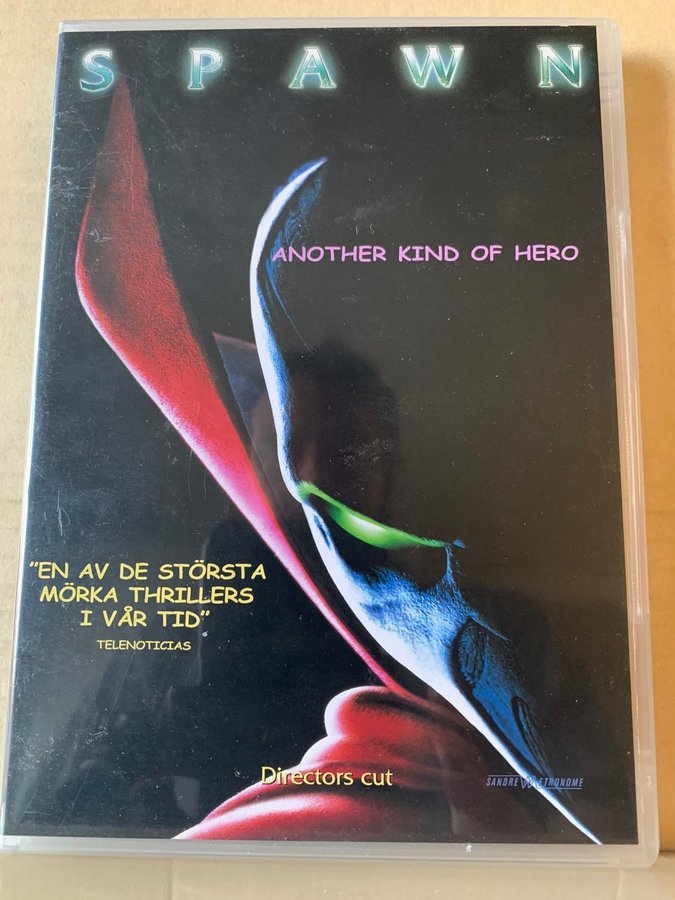 SPAWN
ANOTHER KIND OF HERO
"EN AV DE STÖRSTA
MÖRKA THRILLERS
I VÅR TID"
TELENOTICIAS
Directors cut
SANDREW METRONOME